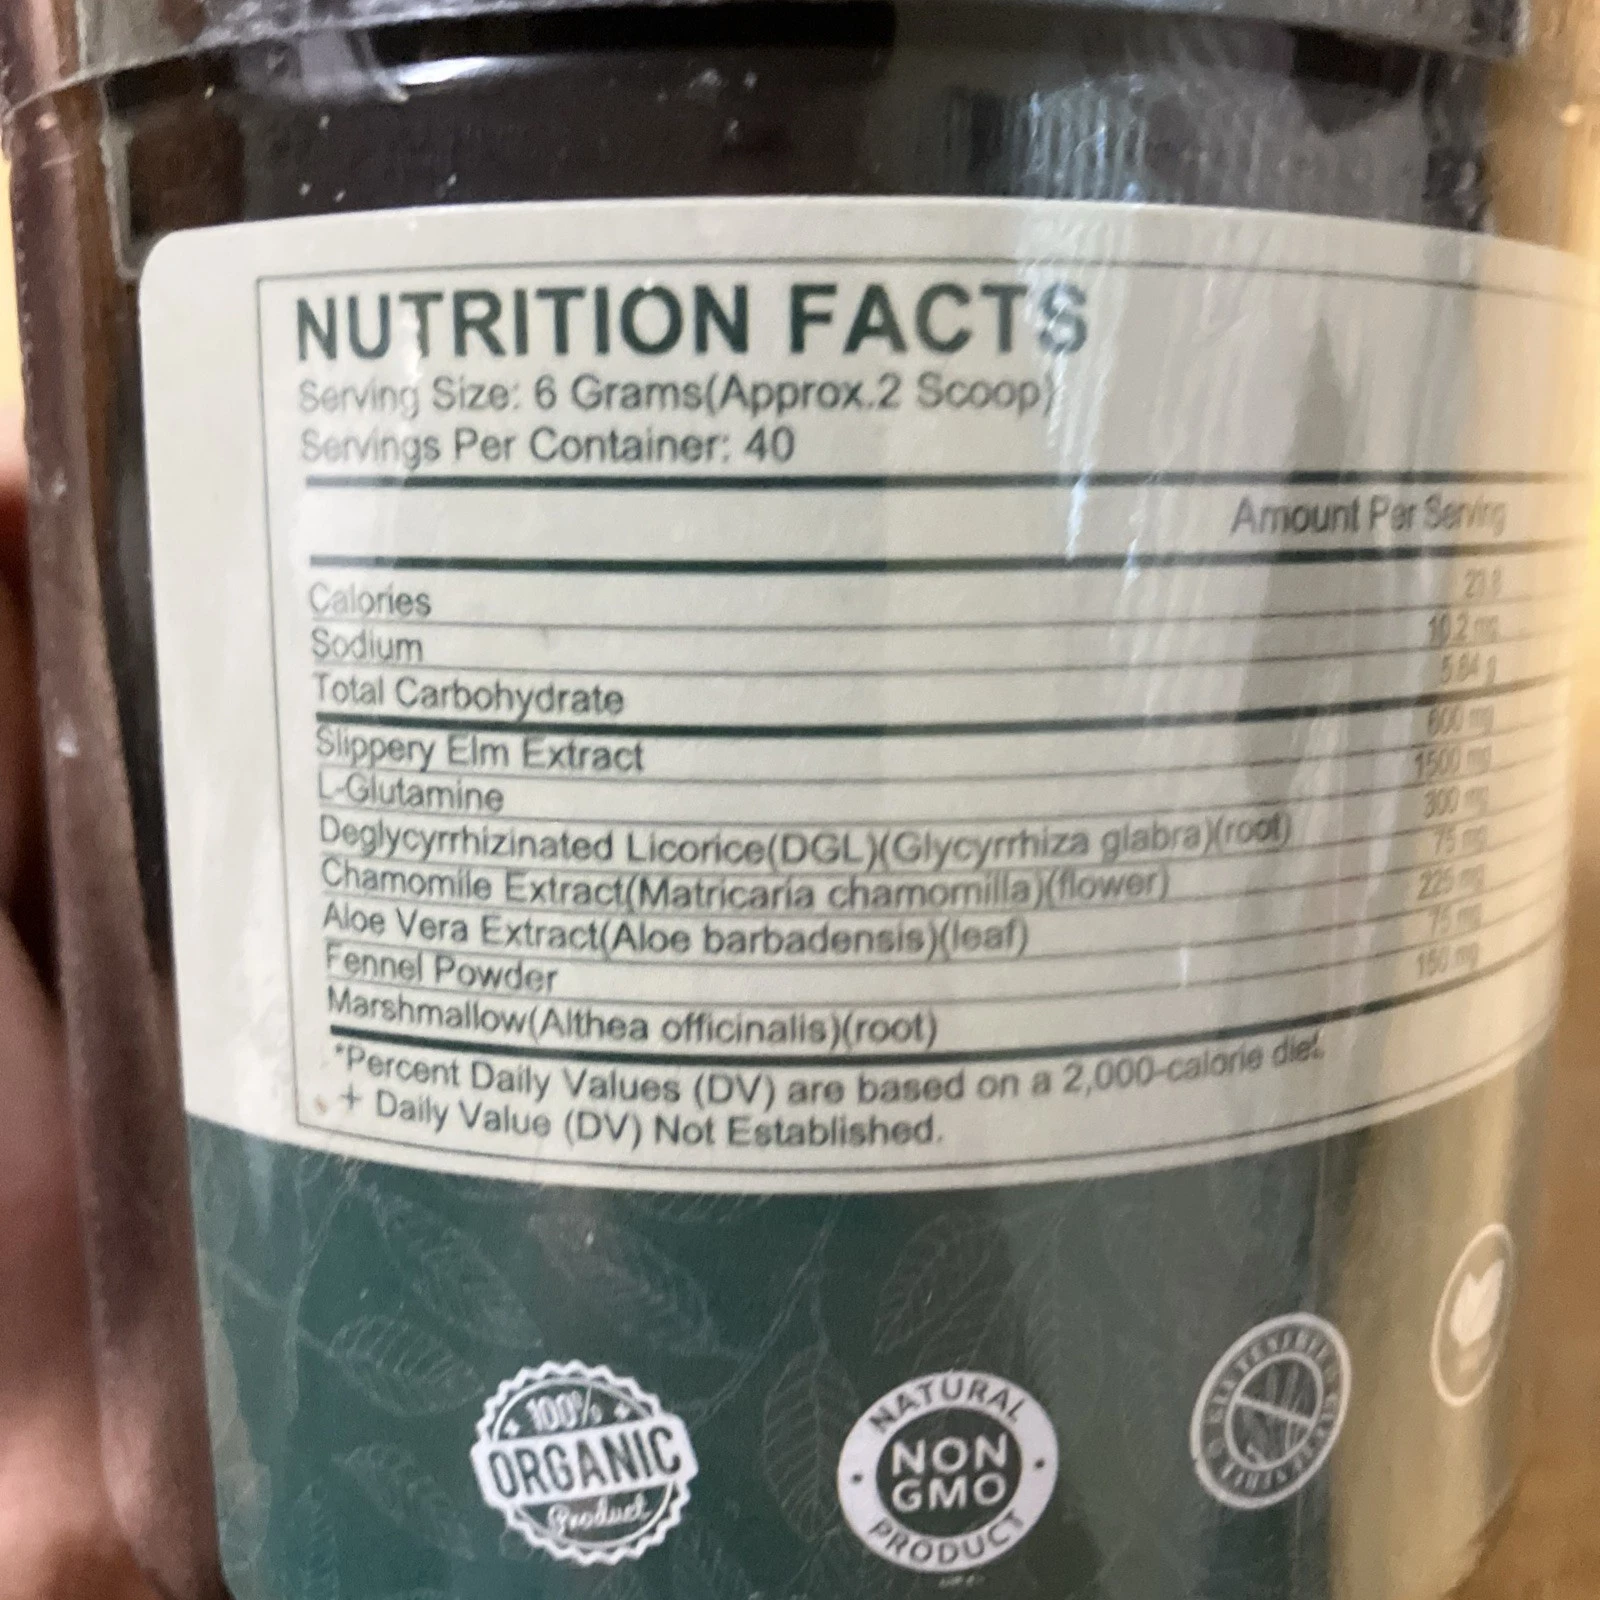 NUTRITION FACTS
Serving Size: 6 Grams(Approx.2 Scoop)
Servings Per Container: 40
Amount Per Serving
Calories 23.8
Sodium 10.2 mg
Total Carbohydrate 5.84 g
Slippery Elm Extract 600 mg
L-Glutamine 1500 mg
Deglycyrrhizinated Licorice(DGL)(Glycyrrhiza glabra)(root) 300 mg
Chamomile Extract(Matricaria chamomilla)(flower) 75 mg
Aloe Vera Extract(Aloe barbadensis)(leaf) 225 mg
Fennel Powder 75 mg
Marshmallow(Althea officinalis)(root) 150 mg
*Percent Daily Values (DV) are based on a 2,000-calorie diet.
+ Daily Value (DV) Not Established.
100%
ORGANIC
Product
NATURAL
NON
GMO
PRODUCT